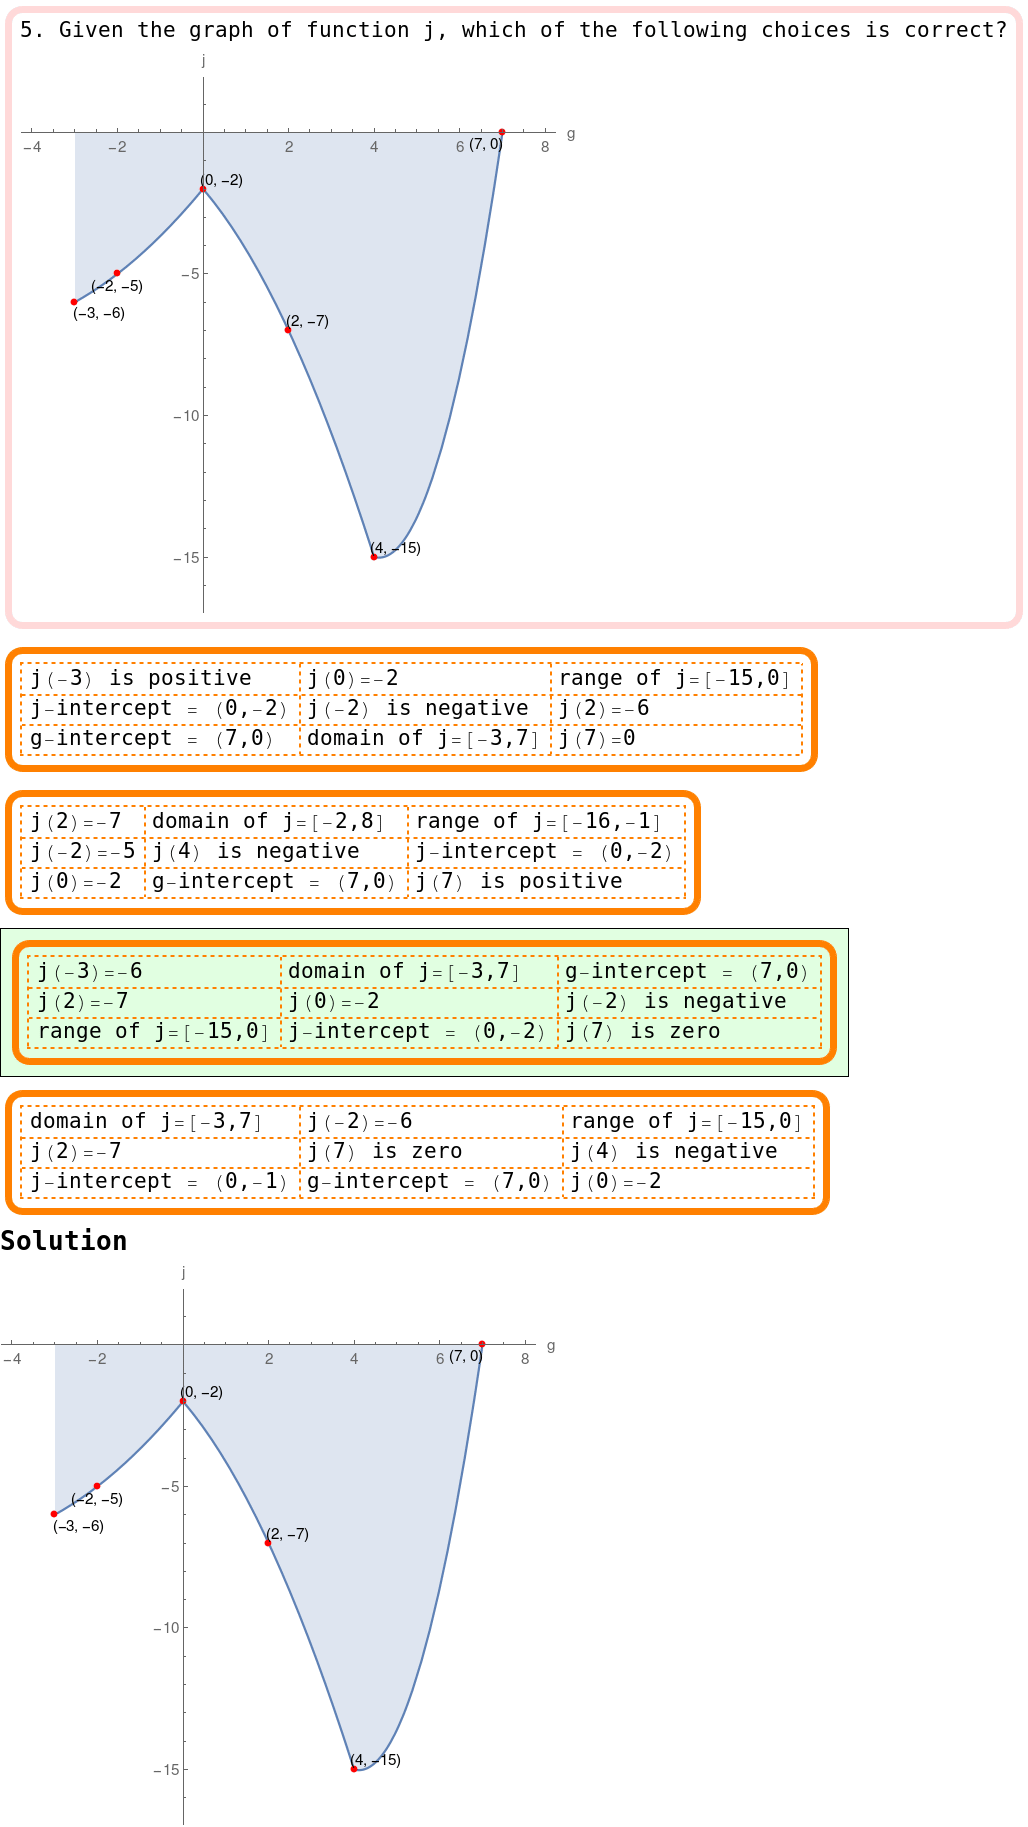 5. Given the graph of function j, which of the following choices is correct?
j
−4 −2 2 4 6 8 g
(7, 0)
(0, −2)
−5
(−2, −5)
(−3, −6)
(2, −7)
−10
(4, −15)
−15
j(−3) is positive j(0)=−2 range of j=[−15,0]
j−intercept = (0,−2) j(−2) is negative j(2)=−6
g−intercept = (7,0) domain of j=[−3,7] j(7)=0
j(2)=−7 domain of j=[−2,8] range of j=[−16,−1]
j(−2)=−5 j(4) is negative j−intercept = (0,−2)
j(0)=−2 g−intercept = (7,0) j(7) is positive
j(−3)=−6 domain of j=[−3,7] g−intercept = (7,0)
j(2)=−7 j(0)=−2 j(−2) is negative
range of j=[−15,0] j−intercept = (0,−2) j(7) is zero
domain of j=[−3,7] j(−2)=−6 range of j=[−15,0]
j(2)=−7 j(7) is zero j(4) is negative
j−intercept = (0,−1) g−intercept = (7,0) j(0)=−2
Solution
j
−4 −2 2 4 6 8 g
(7, 0)
(0, −2)
−5
(−2, −5)
(−3, −6)
(2, −7)
−10
(4, −15)
−15